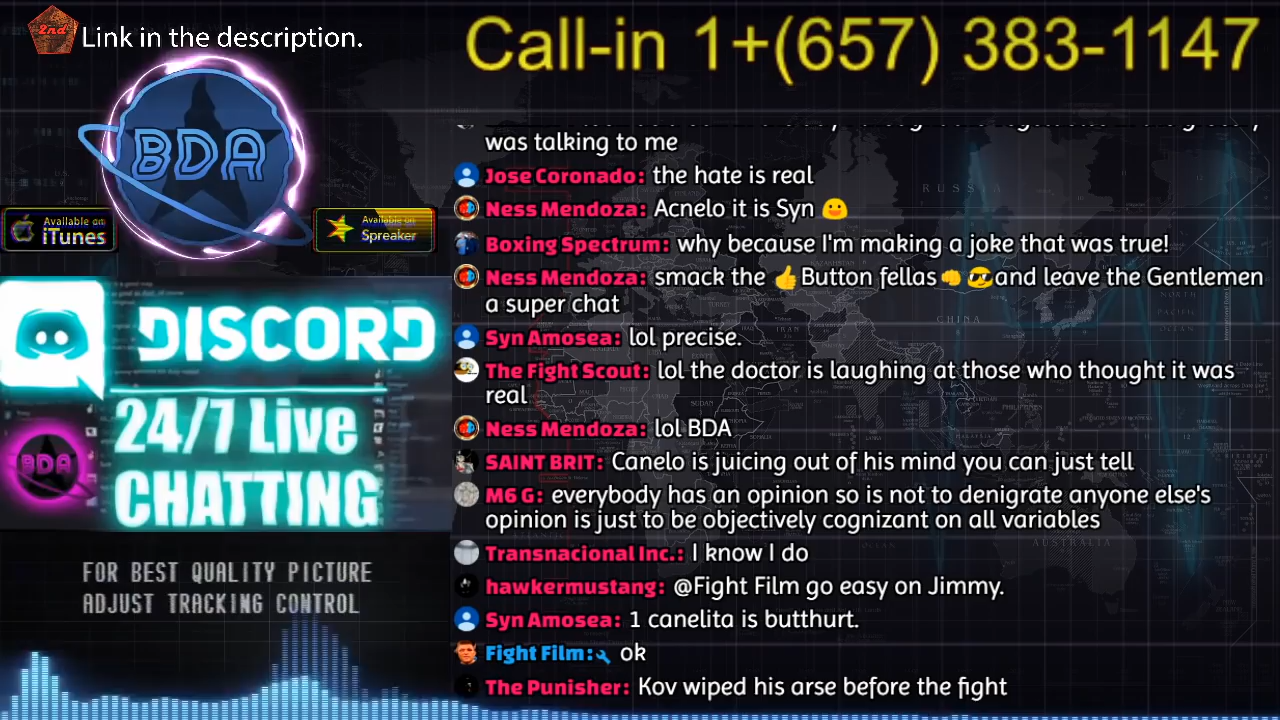 2nd
Link in the description.
Call-in 1+(657) 383-1147
BDA
Available on
iTunes
Available on
Spreaker
DISCORD
24/7 Live
CHATTING
BDA
FOR BEST QUALITY PICTURE
ADJUST TRACKING CONTROL
was talking to me
Jose Coronado: the hate is real
Ness Mendoza: Acnelo it is Syn 😀
Boxing Spectrum: why because I'm making a joke that was true!
Ness Mendoza: smack the 👍Button fellas👊😎and leave the Gentlemen
a super chat
Syn Amosea: lol precise.
The Fight Scout: lol the doctor is laughing at those who thought it was
real
Ness Mendoza: lol BDA
SAINT BRIT: Canelo is juicing out of his mind you can just tell
M6 G: everybody has an opinion so is not to denigrate anyone else's
opinion is just to be objectively cognizant on all variables
Transnacional Inc.: I know I do
hawkermustang: @Fight Film go easy on Jimmy.
Syn Amosea: 1 canelita is butthurt.
Fight Film:🔧 ok
The Punisher: Kov wiped his arse before the fight
RUSSIA
CHINA
IRAN
SUDAN
AUSTRALIA